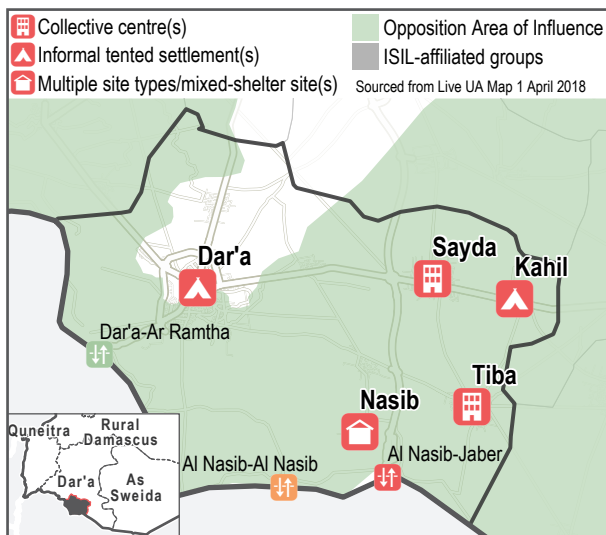 Collective centre(s)
Informal tented settlement(s)
Multiple site types/mixed-shelter site(s)
Opposition Area of Influence
ISIL-affiliated groups
Sourced from Live UA Map 1 April 2018
Dar'a
Sayda
Kahil
Dar'a-Ar Ramtha
Tiba
Nasib
Al Nasib-Al Nasib
Al Nasib-Jaber
Quneitra
Rural
Damascus
Dar'a
As
Sweida